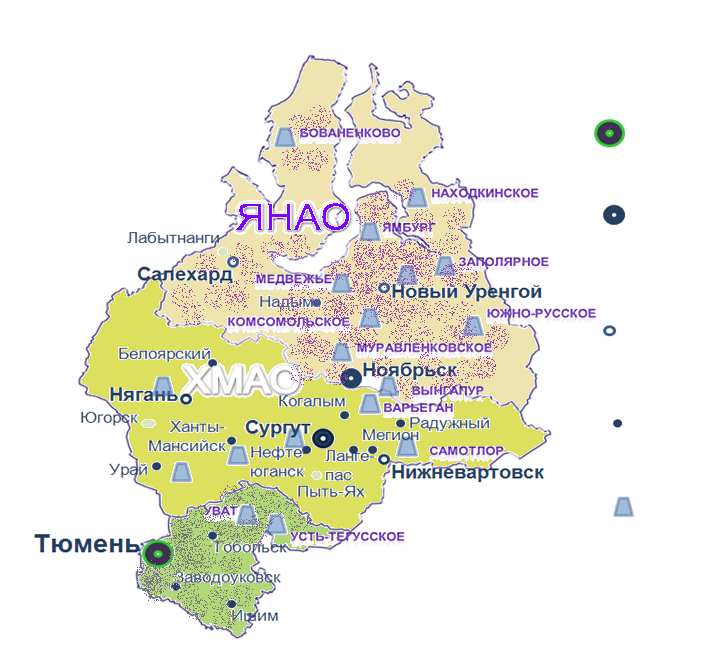 БОВАНЕНКОВО
НАХОДКИНСКОЕ
ЯНАО
ЯМБУРГ
Лабытнанги
ЗАПОЛЯРНОЕ
Салехард
МЕДВЕЖЬЕ
Новый Уренгой
Надым
ЮЖНО-РУССКОЕ
КОМСОМОЛЬСКОЕ
МУРАВЛЕНКОВСКОЕ
Белоярский
Ноябрьск
ХМАО
ВЫНГАПУР
Нягань
Когалым
ВАРЬЕГАН
Югорск
Ханты-
Мансийск
Сургут
Радужный
Мегион
САМОТЛОР
Нефте
юганск
Ланге-
пас
Урай
Нижневартовск
Пыть-Ях
УВАТ
УСТЬ-ТЕГУССКОЕ
Тюмень
Тобольск
Заводоуковск
Ишим